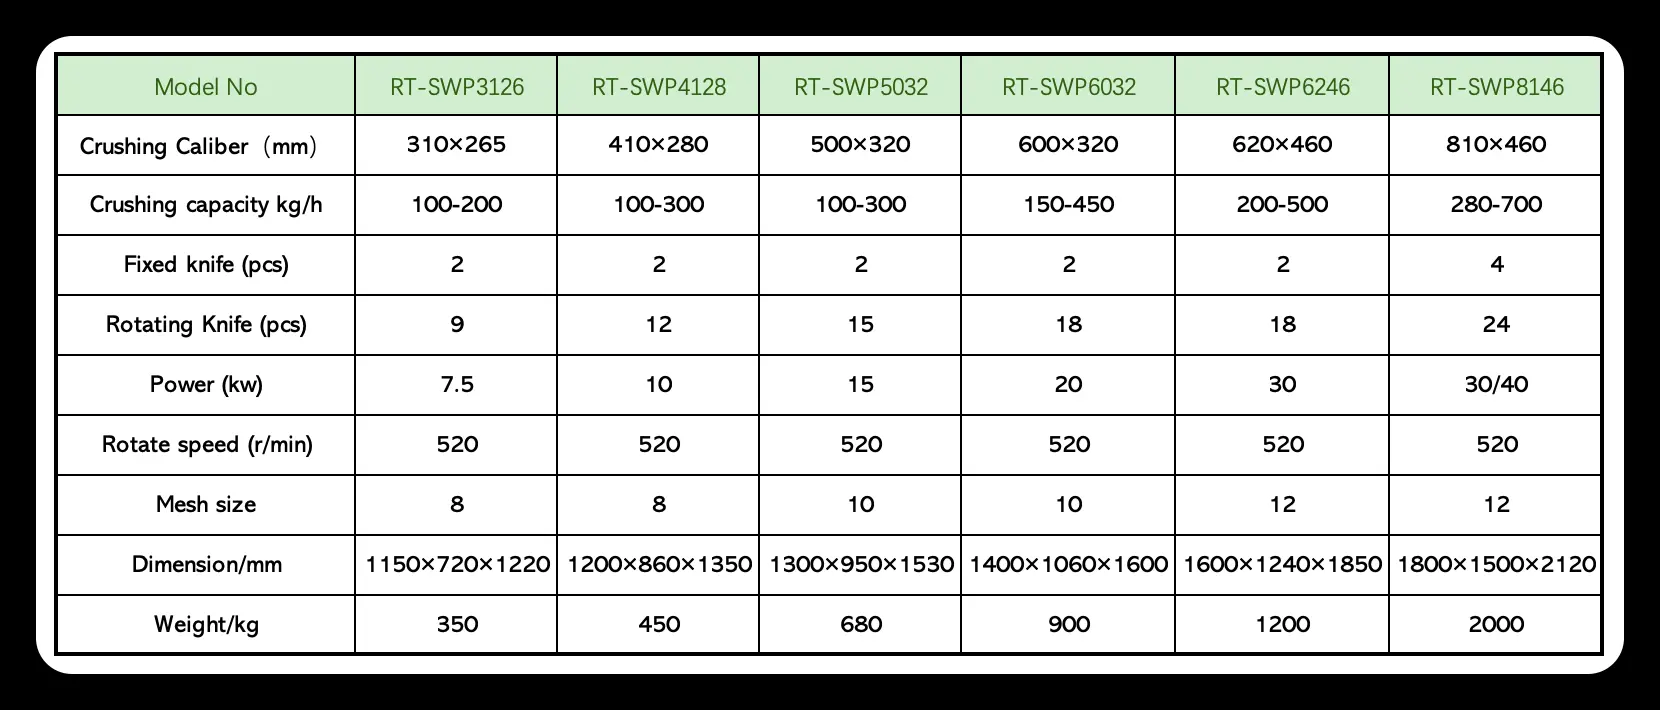 Model No RT-SWP3126 RT-SWP4128 RT-SWP5032 RT-SWP6032 RT-SWP6246 RT-SWP8146
Crushing Caliber（mm） 310×265 410×280 500×320 600×320 620×460 810×460
Crushing capacity kg/h 100-200 100-300 100-300 150-450 200-500 280-700
Fixed knife (pcs) 2 2 2 2 2 4
Rotating Knife (pcs) 9 12 15 18 18 24
Power (kw) 7.5 10 15 20 30 30/40
Rotate speed (r/min) 520 520 520 520 520 520
Mesh size 8 8 10 10 12 12
Dimension/mm 1150×720×1220 1200×860×1350 1300×950×1530 1400×1060×1600 1600×1240×1850 1800×1500×2120
Weight/kg 350 450 680 900 1200 2000